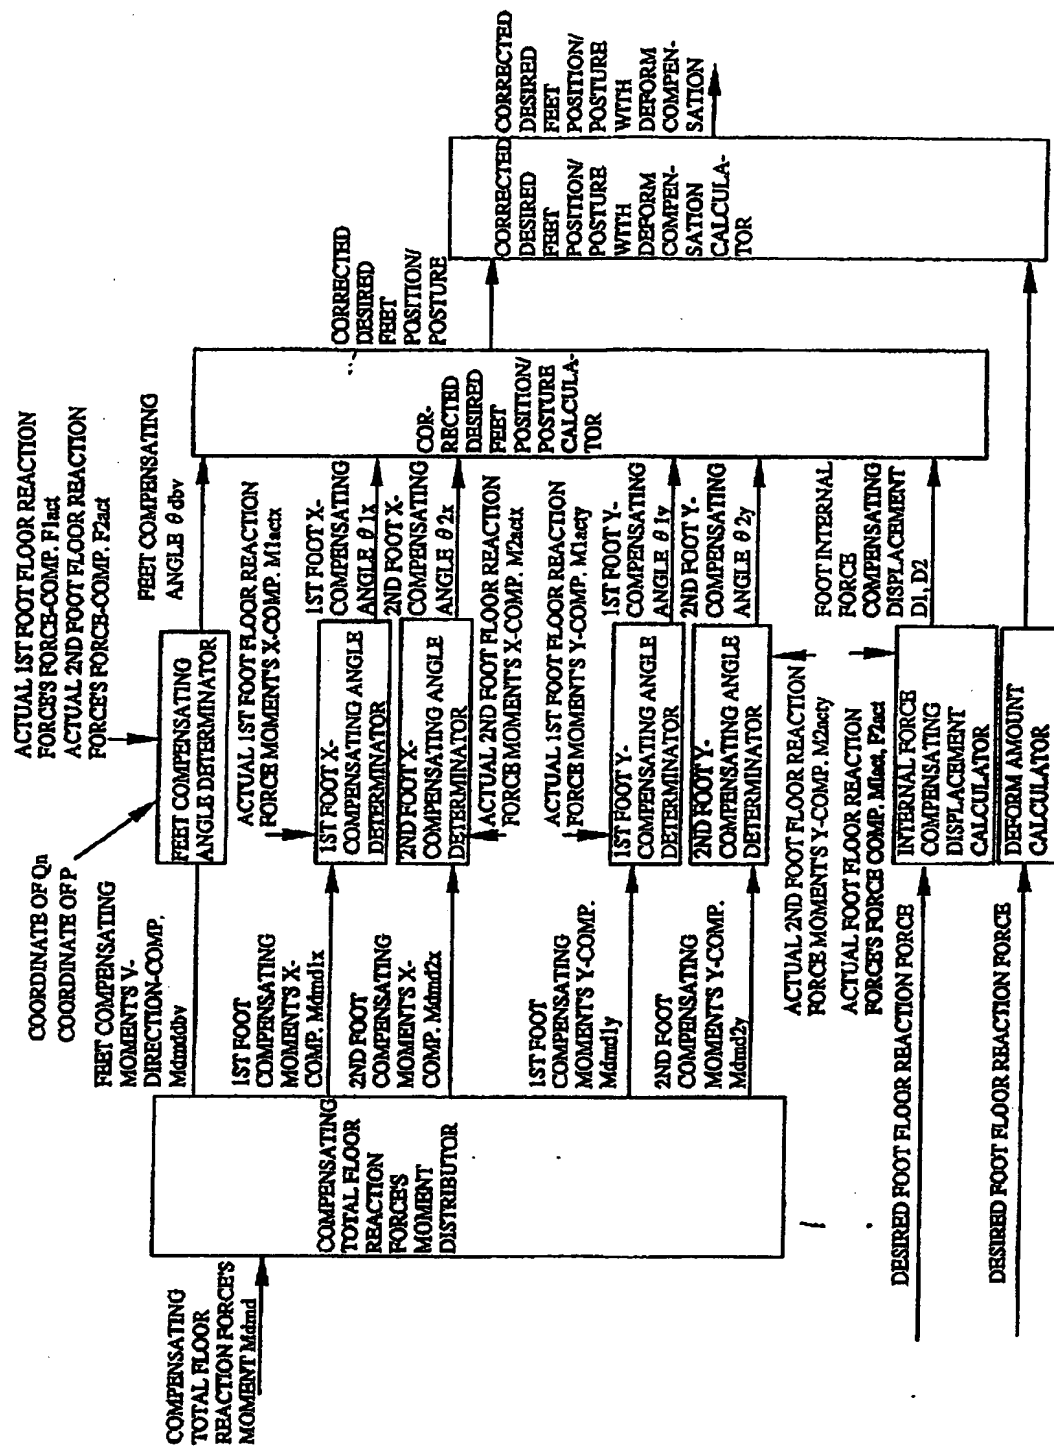 COMPENSATING
TOTAL FLOOR
REACTION FORCE'S
MOMENT Mdmd
COMPENSATING
TOTAL FLOOR
REACTION
FORCE'S
MOMENT
DISTRIBUTOR
FEET COMPENSATING
MOMENT'S V-
DIRECTION-COMP.
Mdmdbv
1ST FOOT
COMPENSATING
MOMENT'S X-
COMP. Mdmd1x
2ND FOOT
COMPENSATING
MOMENT'S X-
COMP. Mdmd2x
1ST FOOT
COMPENSATING
MOMENT'S Y-COMP.
Mdmd1y
2ND FOOT
COMPENSATING
MOMENT'S Y-COMP.
Mdmd2y
DESIRED FOOT FLOOR REACTION FORCE
DESIRED FOOT FLOOR REACTION FORCE
COORDINATE OF Qn
COORDINATE OF P
ACTUAL 1ST FOOT FLOOR REACTION
FORCE'S FORCE-COMP. F1act
ACTUAL 2ND FOOT FLOOR REACTION
FORCE'S FORCE-COMP. F2act
FEET COMPENSATING
ANGLE DETERMINATOR
ACTUAL 1ST FOOT FLOOR REACTION
FORCE MOMENT'S X-COMP. M1actx
1ST FOOT X-
COMPENSATING ANGLE
DETERMINATOR
2ND FOOT X-
COMPENSATING ANGLE
DETERMINATOR
ACTUAL 2ND FOOT FLOOR REACTION
FORCE MOMENT'S X-COMP. M2actx
ACTUAL 1ST FOOT FLOOR REACTION
FORCE MOMENT'S Y-COMP. M1acty
1ST FOOT Y-
COMPENSATING ANGLE
DETERMINATOR
2ND FOOT Y-
COMPENSATING ANGLE
DETERMINATOR
ACTUAL 2ND FOOT FLOOR REACTION
FORCE MOMENT'S Y-COMP. M2acty
ACTUAL FOOT FLOOR REACTION
FORCE'S FORCE COMP. M1act, F2act
INTERNAL FORCE
COMPENSATING
DISPLACEMENT
CALCULATOR
DEFORM AMOUNT
CALCULATOR
FEET COMPENSATING
ANGLE θ dbv
1ST FOOT X-
COMPENSATING
ANGLE θ 1x
2ND FOOT X-
COMPENSATING
ANGLE θ 2x
1ST FOOT Y-
COMPENSATING
ANGLE θ 1y
2ND FOOT Y-
COMPENSATING
ANGLE θ 2y
FOOT INTERNAL
FORCE
COMPENSATING
DISPLACEMENT
D1, D2
COR-
RECTED
DESIRED
FEET
POSITION/
POSTURE
CALCULA-
TOR
CORRECTED
DESIRED
FEET
POSITION/
POSTURE
CORRECTED
DESIRED
FEET
POSITION/
POSTURE
WITH
DEFORM
COMPEN-
SATION
CALCULA-
TOR
CORRECTED
DESIRED
FEET
POSITION/
POSTURE
WITH
DEFORM
COMPEN-
SATION